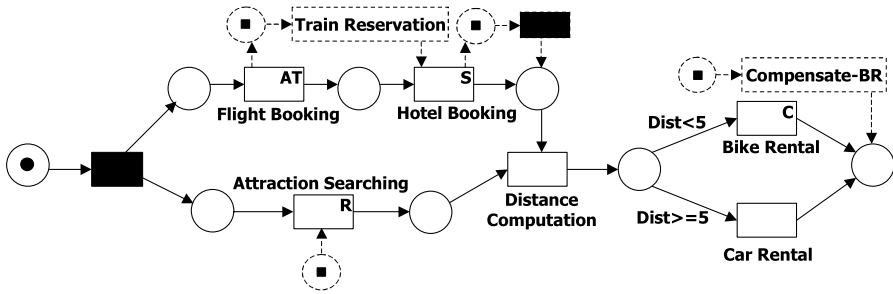 Train Reservation
AT
S
Flight Booking
Hotel Booking
Compensate-BR
Dist<5
C
Bike Rental
Attraction Searching
R
Distance
Computation
Dist>=5
Car Rental